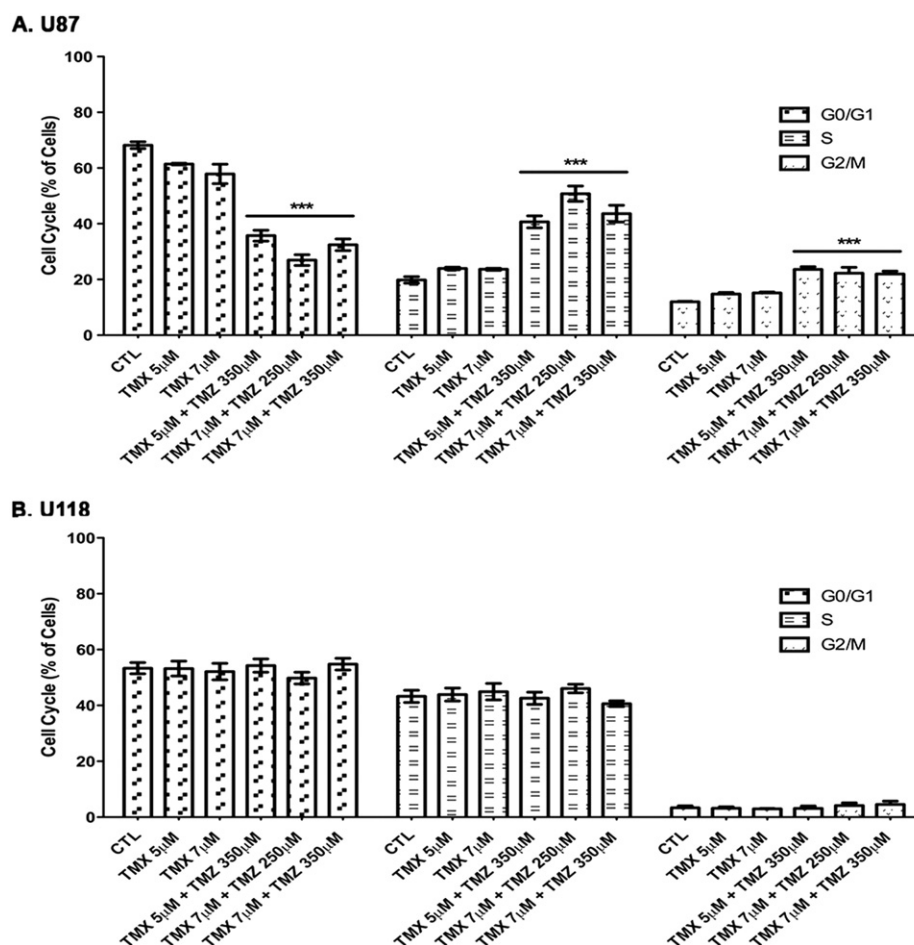 A. U87
Cell Cycle (% of Cells)
100
80
60
40
20
0
***
***
***
G0/G1
S
G2/M
CTL
TMX 5μM
TMX 7μM
TMX 5μM + TMZ 350μM
TMX 7μM + TMZ 250μM
TMX 7μM + TMZ 350μM
CTL
TMX 5μM
TMX 7μM
TMX 5μM + TMZ 350μM
TMX 7μM + TMZ 250μM
TMX 7μM + TMZ 350μM
CTL
TMX 5μM
TMX 7μM
TMX 5μM + TMZ 350μM
TMX 7μM + TMZ 250μM
TMX 7μM + TMZ 350μM
B. U118
Cell Cycle (% of Cells)
100
80
60
40
20
0
G0/G1
S
G2/M
CTL
TMX 5μM
TMX 7μM
TMX 5μM + TMZ 350μM
TMX 7μM + TMZ 250μM
TMX 7μM + TMZ 350μM
CTL
TMX 5μM
TMX 7μM
TMX 5μM + TMZ 350μM
TMX 7μM + TMZ 250μM
TMX 7μM + TMZ 350μM
CTL
TMX 5μM
TMX 7μM
TMX 5μM + TMZ 350μM
TMX 7μM + TMZ 250μM
TMX 7μM + TMZ 350μM